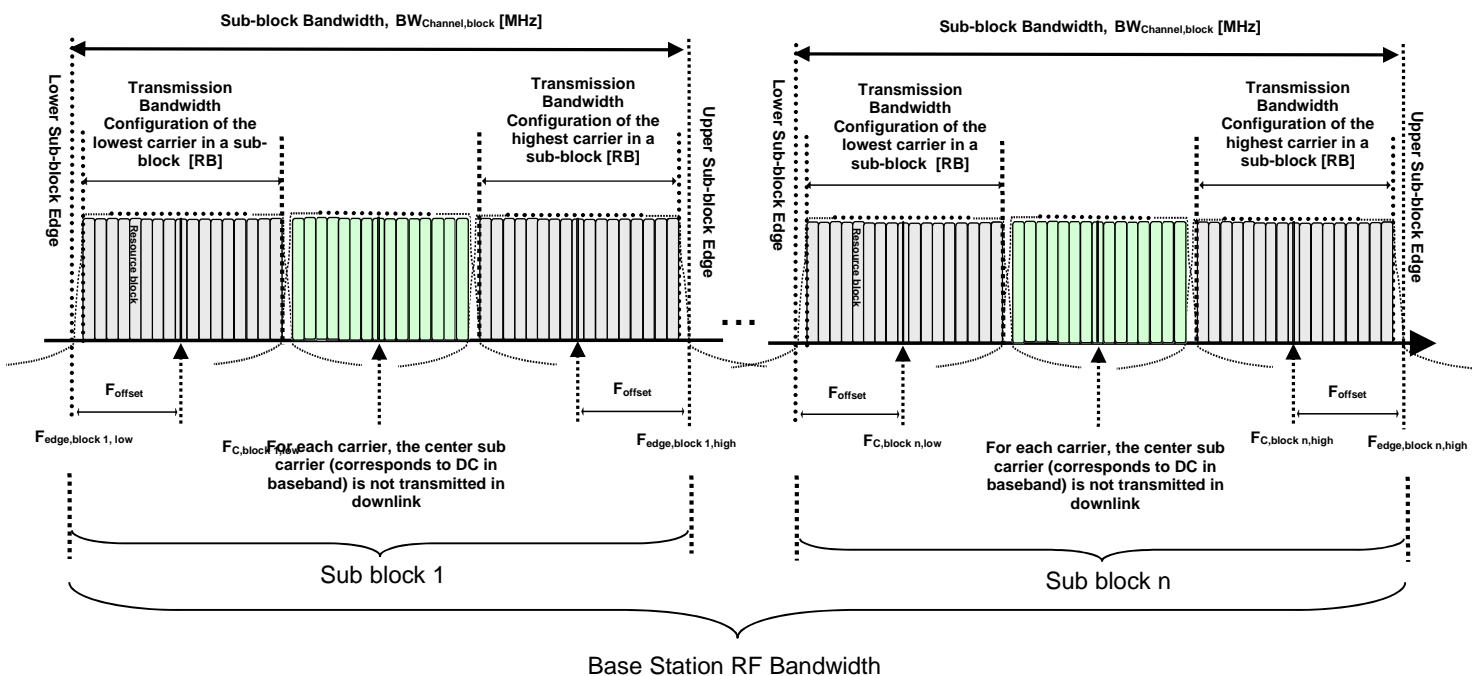 Sub-block Bandwidth, BWChannel,block [MHz]
Lower Sub-block Edge
Transmission
Bandwidth
Configuration of the
lowest carrier in a sub-
block [RB]
Transmission
Bandwidth
Configuration of the
highest carrier in a
sub-block [RB]
Upper Sub-block Edge
Resource block
Foffset
Foffset
Fedge,block 1, low
FC,block 1,low
For each carrier, the center sub
carrier (corresponds to DC in
baseband) is not transmitted in
downlink
Fedge,block 1,high
Sub block 1
...
Sub-block Bandwidth, BWChannel,block [MHz]
Lower Sub-block Edge
Transmission
Bandwidth
Configuration of the
lowest carrier in a
sub-block [RB]
Transmission
Bandwidth
Configuration of the
highest carrier in a
sub-block [RB]
Upper Sub-block Edge
Resource block
Foffset
Foffset
FC,block n,low
For each carrier, the center sub
carrier (corresponds to DC in
baseband) is not transmitted in
downlink
FC,block n,high
Fedge,block n,high
Sub block n
Base Station RF Bandwidth